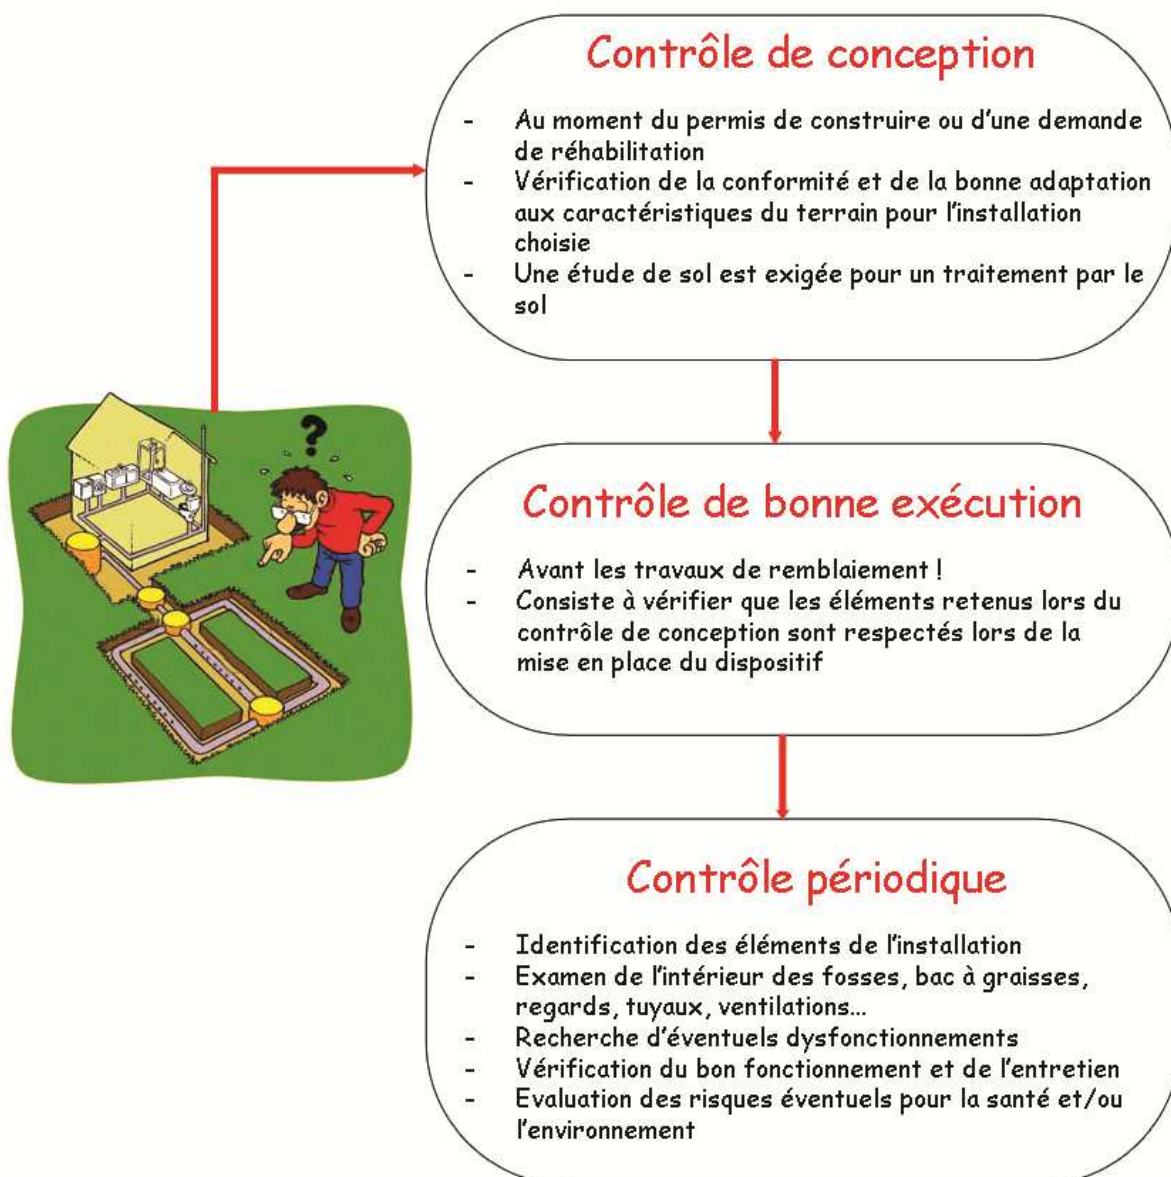 Contrôle de conception
- Au moment du permis de construire ou d'une demande
de réhabilitation
- Vérification de la conformité et de la bonne adaptation
aux caractéristiques du terrain pour l'installation
choisie
- Une étude de sol est exigée pour un traitement par le
sol
?
Contrôle de bonne exécution
- Avant les travaux de remblaiement !
- Consiste à vérifier que les éléments retenus lors du
contrôle de conception sont respectés lors de la
mise en place du dispositif
Contrôle périodique
- Identification des éléments de l'installation
- Examen de l'intérieur des fosses, bac à graisses,
regards, tuyaux, ventilations...
- Recherche d'éventuels dysfonctionnements
- Vérification du bon fonctionnement et de l'entretien
- Evaluation des risques éventuels pour la santé et/ou
l'environnement